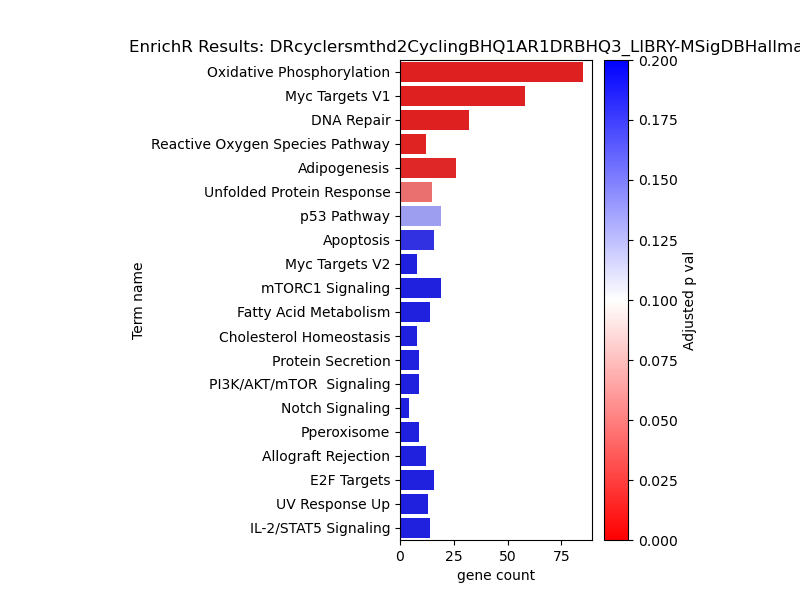 EnrichR Results: DRcyclersmthd2CyclingBHQ1AR1DRBHQ3_LIBRY-MSigDBHallma
Oxidative Phosphorylation
Myc Targets V1
DNA Repair
Reactive Oxygen Species Pathway
Adipogenesis
Unfolded Protein Response
p53 Pathway
Apoptosis
Myc Targets V2
mTORC1 Signaling
Fatty Acid Metabolism
Cholesterol Homeostasis
Protein Secretion
PI3K/AKT/mTOR  Signaling
Notch Signaling
Pperoxisome
Allograft Rejection
E2F Targets
UV Response Up
IL-2/STAT5 Signaling
Term name
0 25 50 75
gene count
0.200
0.175
0.150
0.125
0.100
0.075
0.050
0.025
0.000
Adjusted p val